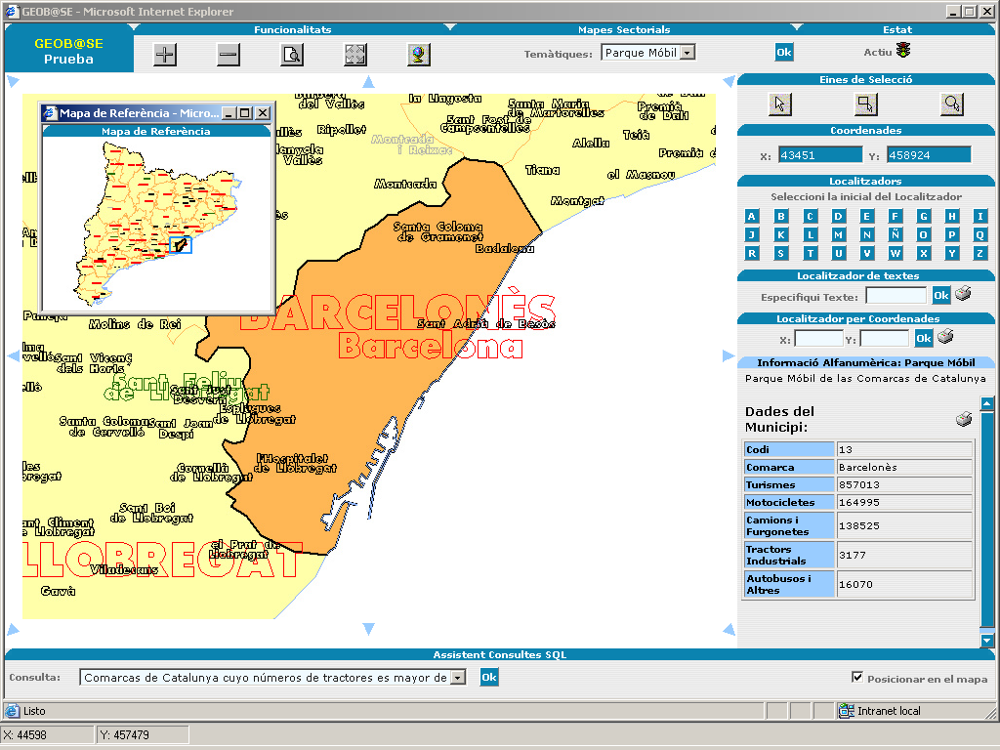 GEOB@SE - Microsoft Internet Explorer
GEOB@SE
Prueba
Funcionalitats
Mapes Sectorials
Estat
Temàtiques:
Parque Móbil
Ok
Actiu
Eines de Selecció
Coordenades
X: 43451
Y: 458924
Localitzadors
Seleccioni la inicial del Localitzador
A B C D E F G H I
J K L M N Ñ O P Q
R S T U V W X Y Z
Localitzador de textes
Especifiqui Texte:
Ok
Localitzador per Coordenades
X:
Y:
Ok
Informació Alfanumèrica: Parque Móbil
Parque Móbil de las Comarcas de Catalunya
Dades del
Municipi:
Codi 13
Comarca Barcelonès
Turismes 857013
Motocicletes 164995
Camions i
Furgonetes
138525
Tractors
Industrials
3177
Autobusos i
Altres
16070
Mapa de Referència - Micro...
Mapa de Referència
del Vallès
la Llagosta
Santa Maria
de Martorelles
Premià
de Dalt
Ripollet
Sant Fost de
Campsentelles
Montcada
i Reixac
Alella
Teià
Premià d
Vallès
Montcada
Tiana
el Masnou
Montgat
Santa Coloma
de Gramenet
Badalona
BARCELONÈS
Barcelona
Sant Adrià de Besòs
Molins de Rei
Sant Vicenç
dels Horts
Sant Feliu
de Llobregat
Sant Just
Desvern
Esplugues
de Llobregat
Santa Coloma
de Cervelló
Sant Joan
Despí
l'Hospitalet
de Llobregat
Cornellà
de Llobregat
Sant Boi
de Llobregat
ant Climent
e Llobregat
el Prat de
Llobregat
LLOBREGAT
Viladecans
Gavà
Assistent Consultes SQL
Consulta:
Comarcas de Catalunya cuyo números de tractores es mayor de
Ok
Posicionar en el mapa
Listo
Intranet local
X: 44598
Y: 457479